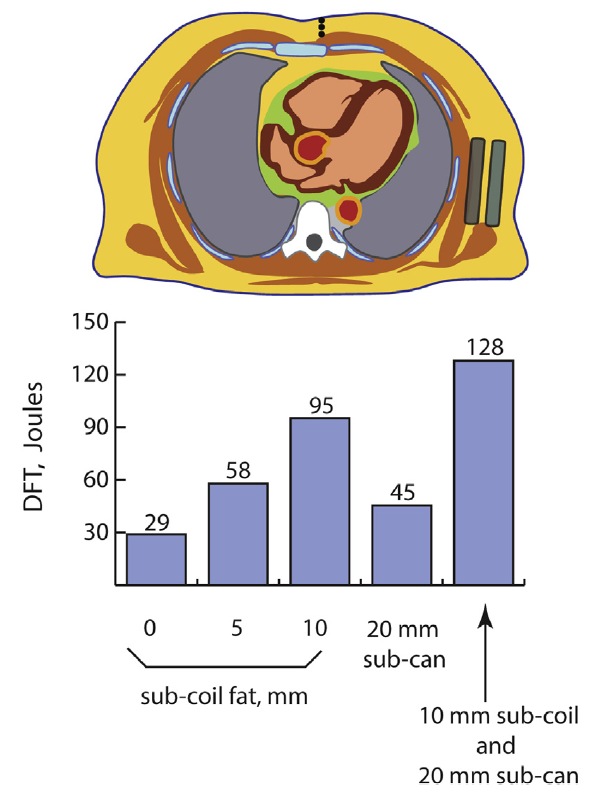 150
120
90
60
30
DFT, Joules
29
58
95
45
128
0
5
10
20 mm
sub-can
sub-coil fat, mm
10 mm sub-coil
and
20 mm sub-can